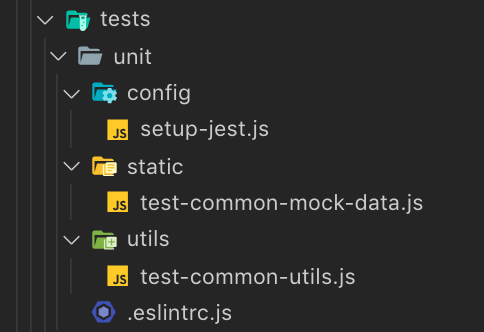 tests
unit
config
JS setup-jest.js
static
JS test-common-mock-data.js
utils
JS test-common-utils.js
.eslintrc.js